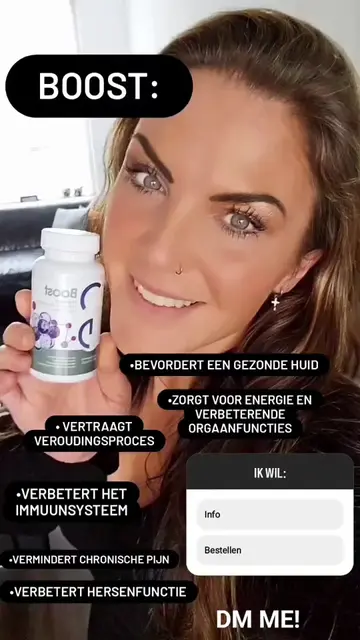 BOOST:
Boost
•BEVORDERT EEN GEZONDE HUID
•ZORGT VOOR ENERGIE EN
VERBETERENDE
ORGAANFUNCTIES
• VERTRAAGT
VEROUDINGSPROCES
IK WIL:
Info
Bestellen
•VERBETERT HET
IMMUUNSYSTEEM
•VERMINDERT CHRONISCHE PIJN
•VERBETERT HERSENFUNCTIE
DM ME!